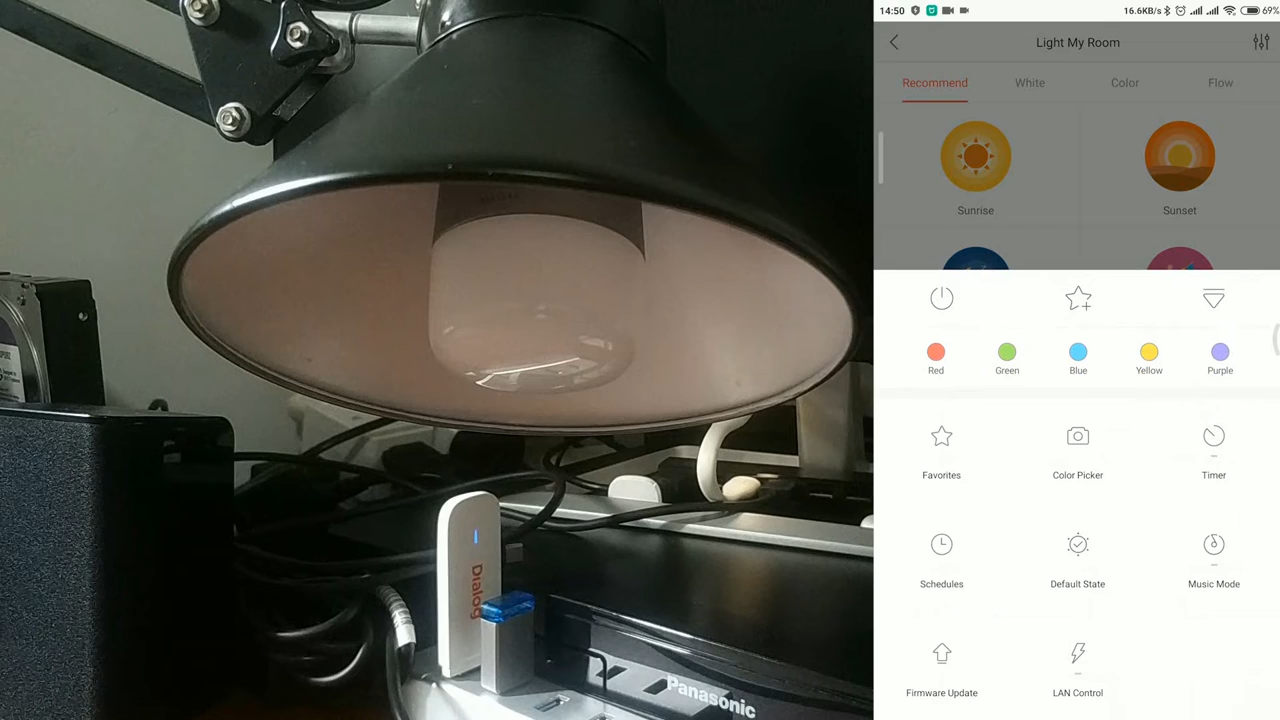 14:50
16.6KB/s
69%
Light My Room
Recommend
White
Color
Flow
Sunrise
Sunset
Red
Green
Blue
Yellow
Purple
Favorites
Color Picker
Timer
Schedules
Default State
Music Mode
Firmware Update
LAN Control
Dialog
Panasonic